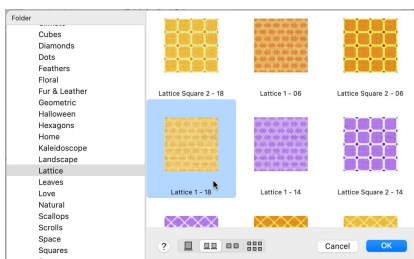 Folder
Climate
Cubes
Diamonds
Dots
Feathers
Floral
Fur & Leather
Geometric
Halloween
Hexagons
Home
Kaleidoscope
Landscape
Lattice
Leaves
Love
Natural
Scallops
Scrolls
Space
Squares
Lattice Square 2 - 18
Lattice 1 - 06
Lattice Square 2 - 06
Lattice 1 - 18
Lattice 1 - 14
Lattice Square 2 - 14
?
Cancel
OK